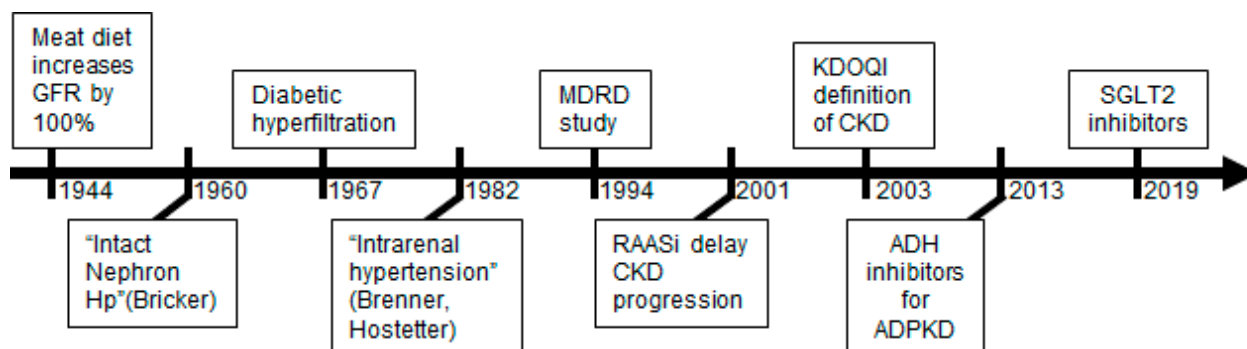 Meat diet
increases
GFR by
100%
Diabetic
hyperfiltration
MDRD
study
KDOQI
definition
of CKD
SGLT2
inhibitors
1944
1960
1967
1982
1994
2001
2003
2013
2019
“Intact
Nephron
Hp”(Bricker)
“Intrarenal
hypertension”
(Brenner,
Hostetter)
RAASi delay
CKD
progression
ADH
inhibitors
for
ADPKD